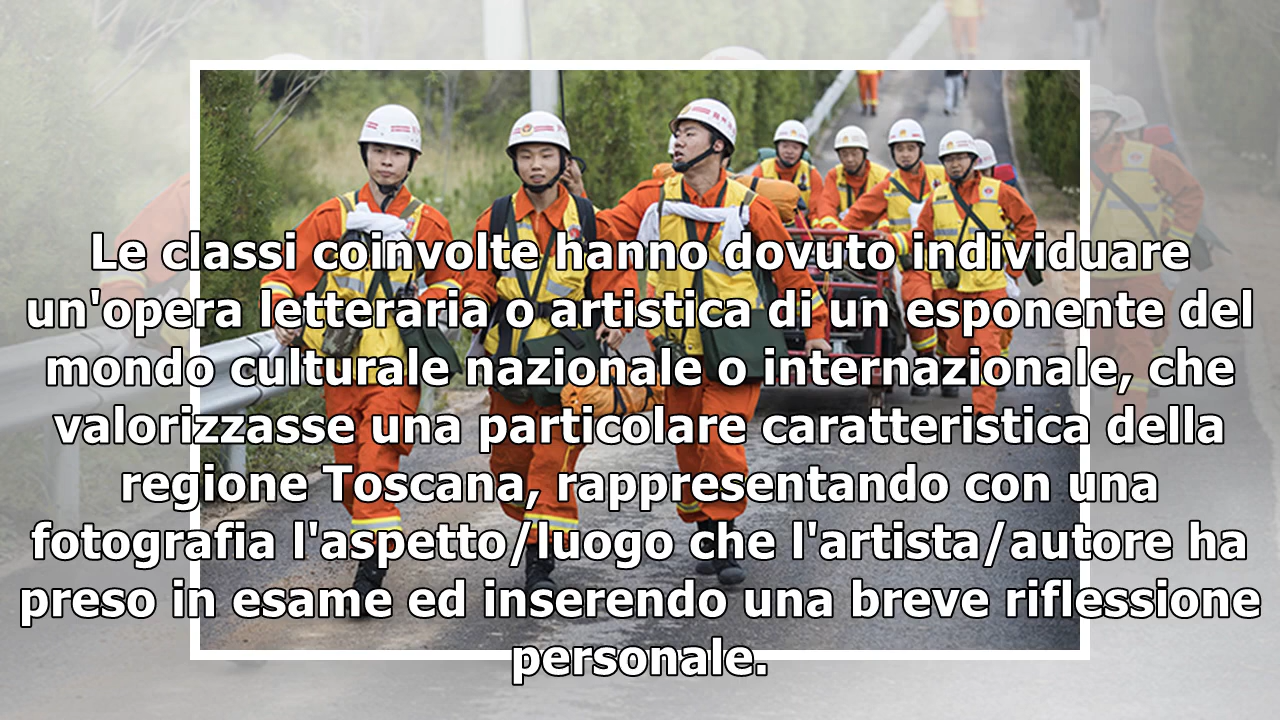 Le classi coinvolte hanno dovuto individuare
un'opera letteraria o artistica di un esponente del
mondo culturale nazionale o internazionale, che
valorizzasse una particolare caratteristica della
regione Toscana, rappresentando con una
fotografia l'aspetto/luogo che l'artista/autore ha
preso in esame ed inserendo una breve riflessione
personale.